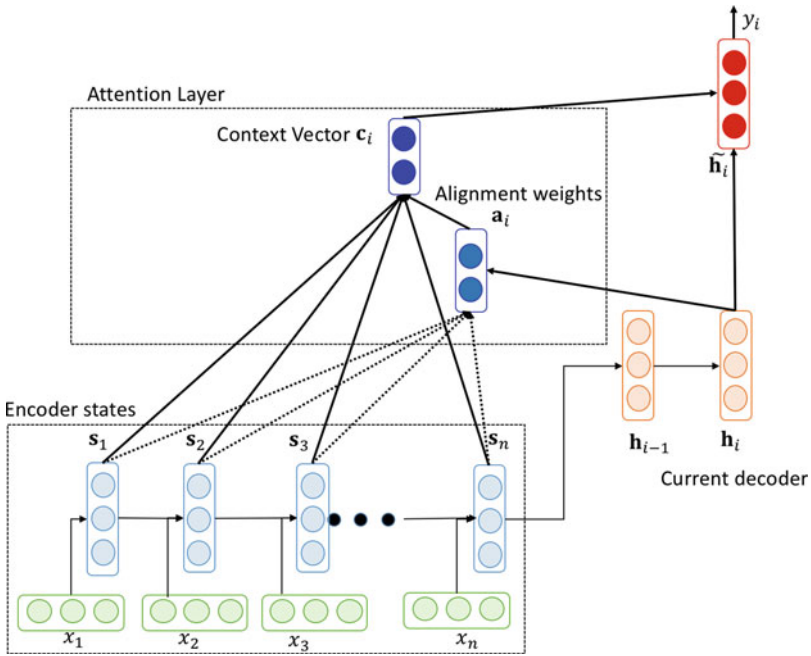 yᵢ
Attention Layer
Context Vector cᵢ
h̃ᵢ
Alignment weights
aᵢ
Encoder states
s₁ s₂ s₃ sₙ
hᵢ₋₁ hᵢ
Current decoder
x₁ x₂ x₃ xₙ